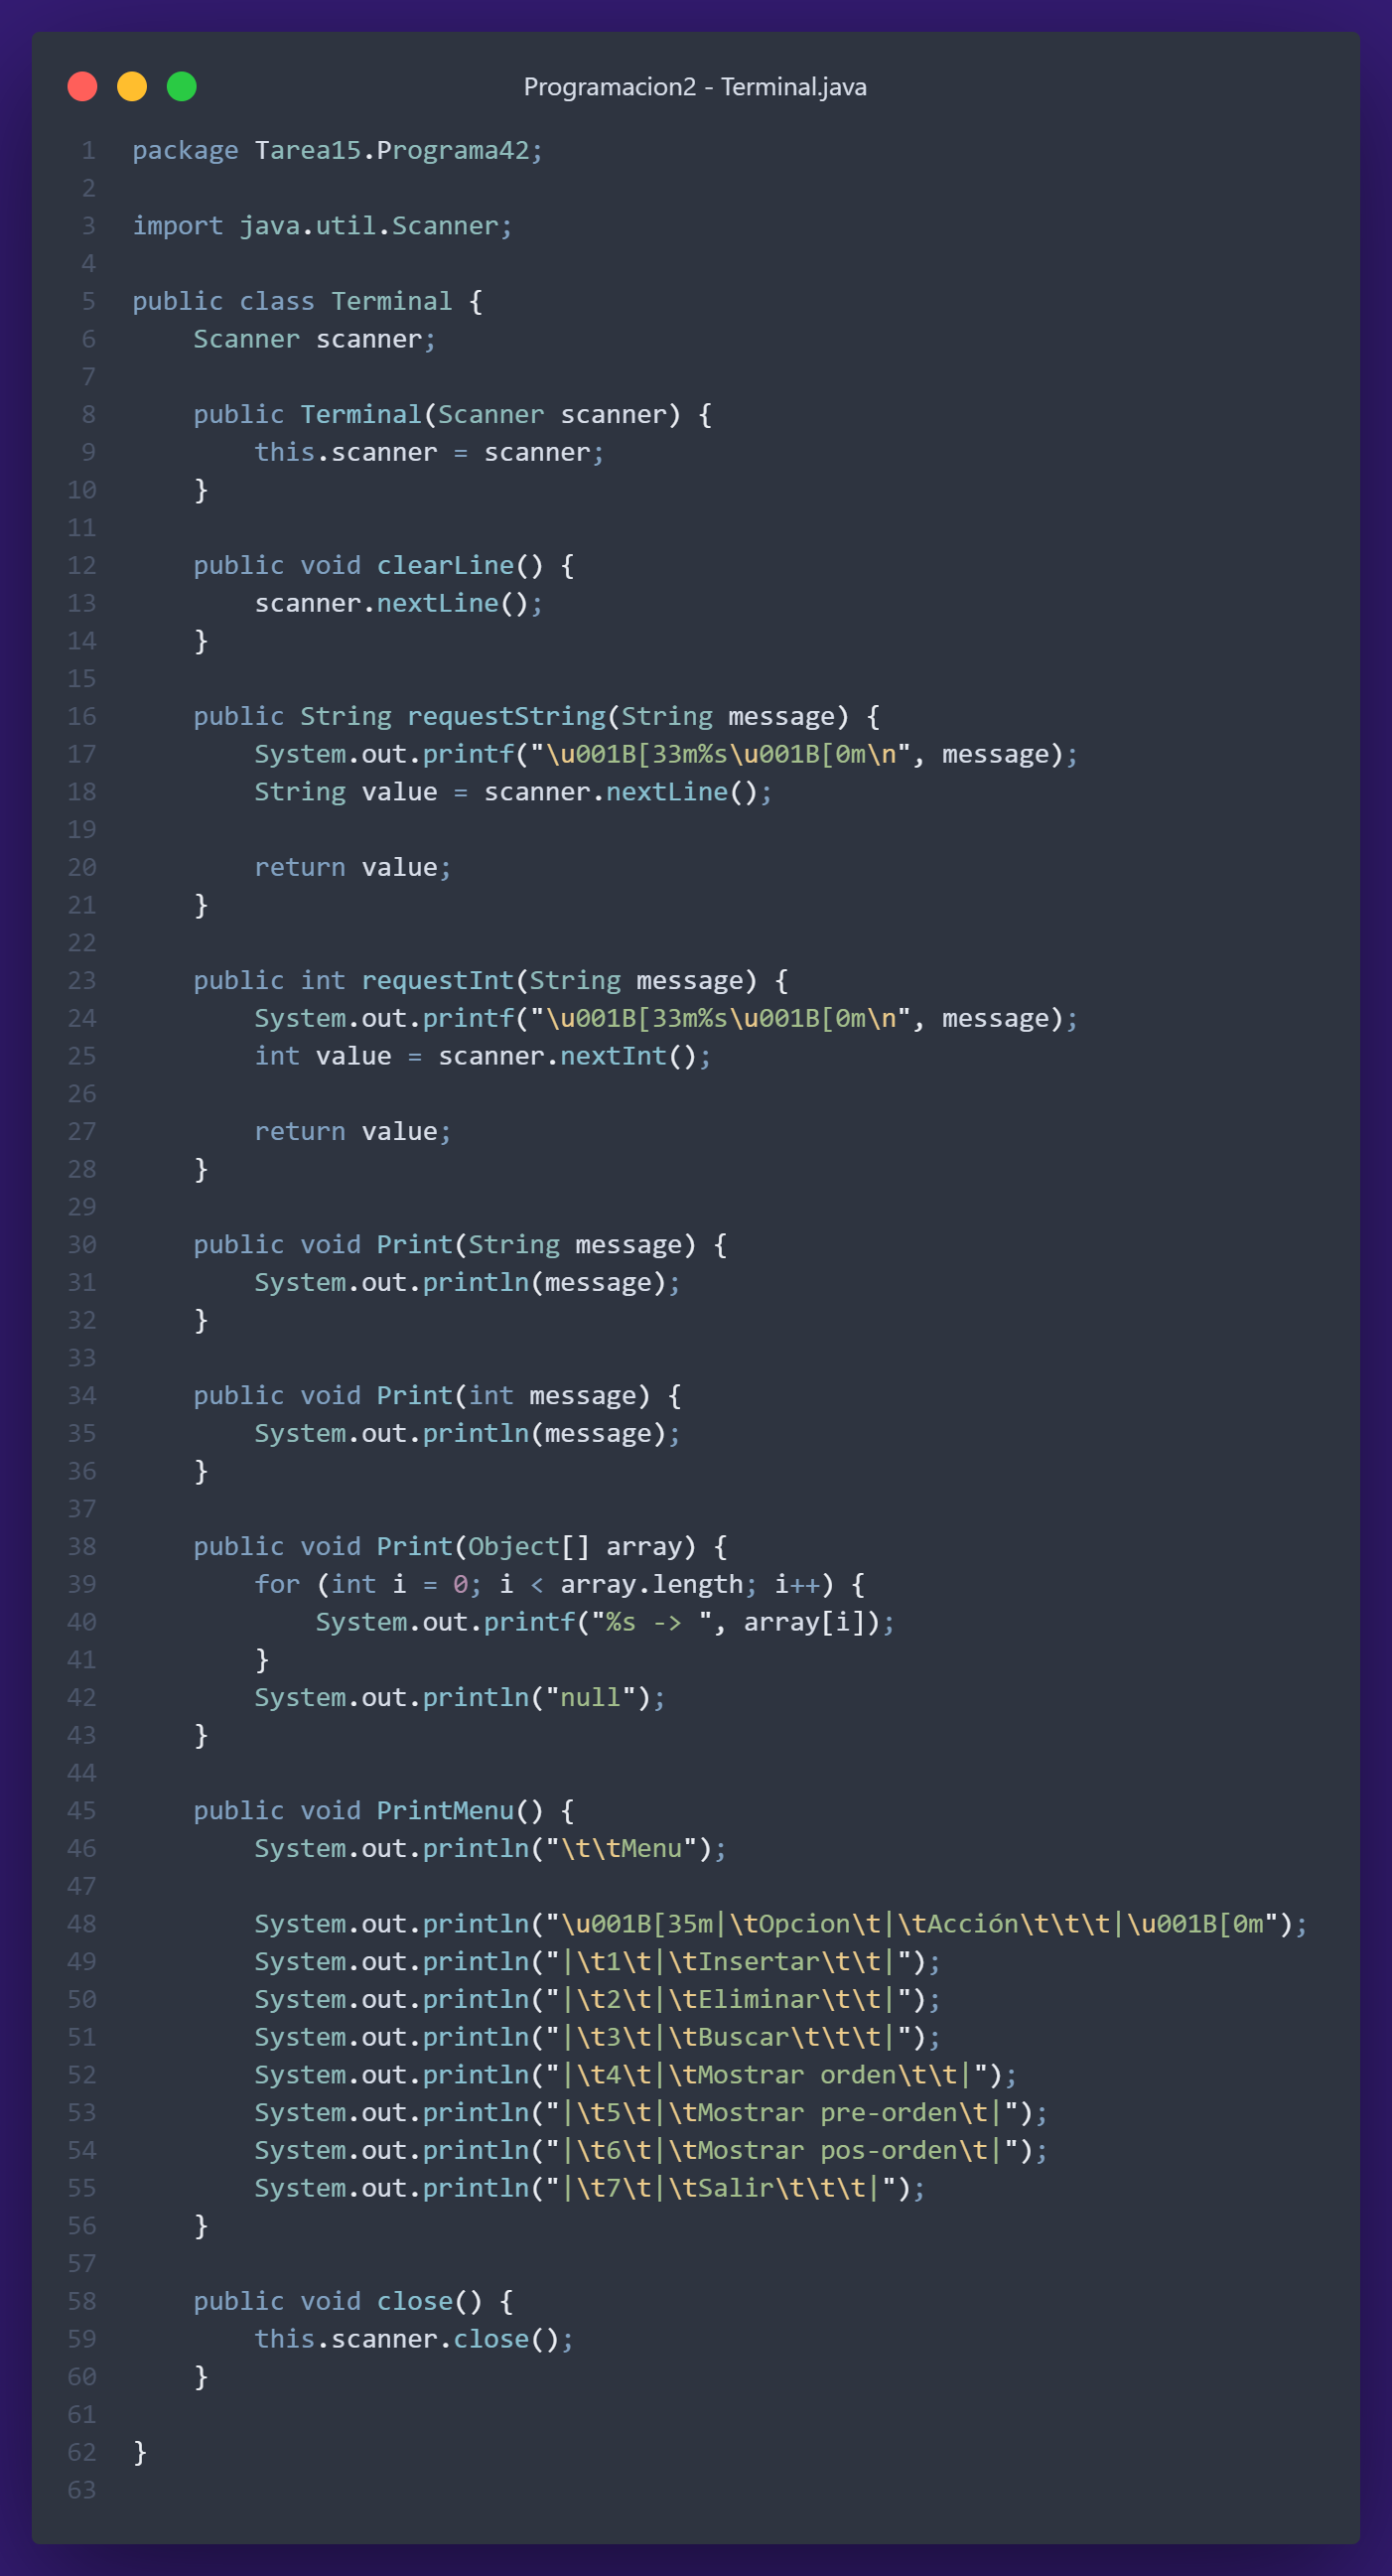 Programacion2 - Terminal.java
1 package Tarea15.Programa42;
2
3 import java.util.Scanner;
4
5 public class Terminal {
6     Scanner scanner;
7
8     public Terminal(Scanner scanner) {
9         this.scanner = scanner;
10     }
11
12     public void clearLine() {
13         scanner.nextLine();
14     }
15
16     public String requestString(String message) {
17         System.out.printf("\u001B[33m%s\u001B[0m\n", message);
18         String value = scanner.nextLine();
19
20         return value;
21     }
22
23     public int requestInt(String message) {
24         System.out.printf("\u001B[33m%s\u001B[0m\n", message);
25         int value = scanner.nextInt();
26
27         return value;
28     }
29
30     public void Print(String message) {
31         System.out.println(message);
32     }
33
34     public void Print(int message) {
35         System.out.println(message);
36     }
37
38     public void Print(Object[] array) {
39         for (int i = 0; i < array.length; i++) {
40             System.out.printf("%s -> ", array[i]);
41         }
42         System.out.println("null");
43     }
44
45     public void PrintMenu() {
46         System.out.println("\t\tMenu");
47
48         System.out.println("\u001B[35m|\tOpcion\t|\tAcción\t\t\t|\u001B[0m");
49         System.out.println("|\t1\t|\tInsertar\t\t|");
50         System.out.println("|\t2\t|\tEliminar\t\t|");
51         System.out.println("|\t3\t|\tBuscar\t\t\t|");
52         System.out.println("|\t4\t|\tMostrar orden\t\t|");
53         System.out.println("|\t5\t|\tMostrar pre-orden\t|");
54         System.out.println("|\t6\t|\tMostrar pos-orden\t|");
55         System.out.println("|\t7\t|\tSalir\t\t\t|");
56     }
57
58     public void close() {
59         this.scanner.close();
60     }
61
62 }
63